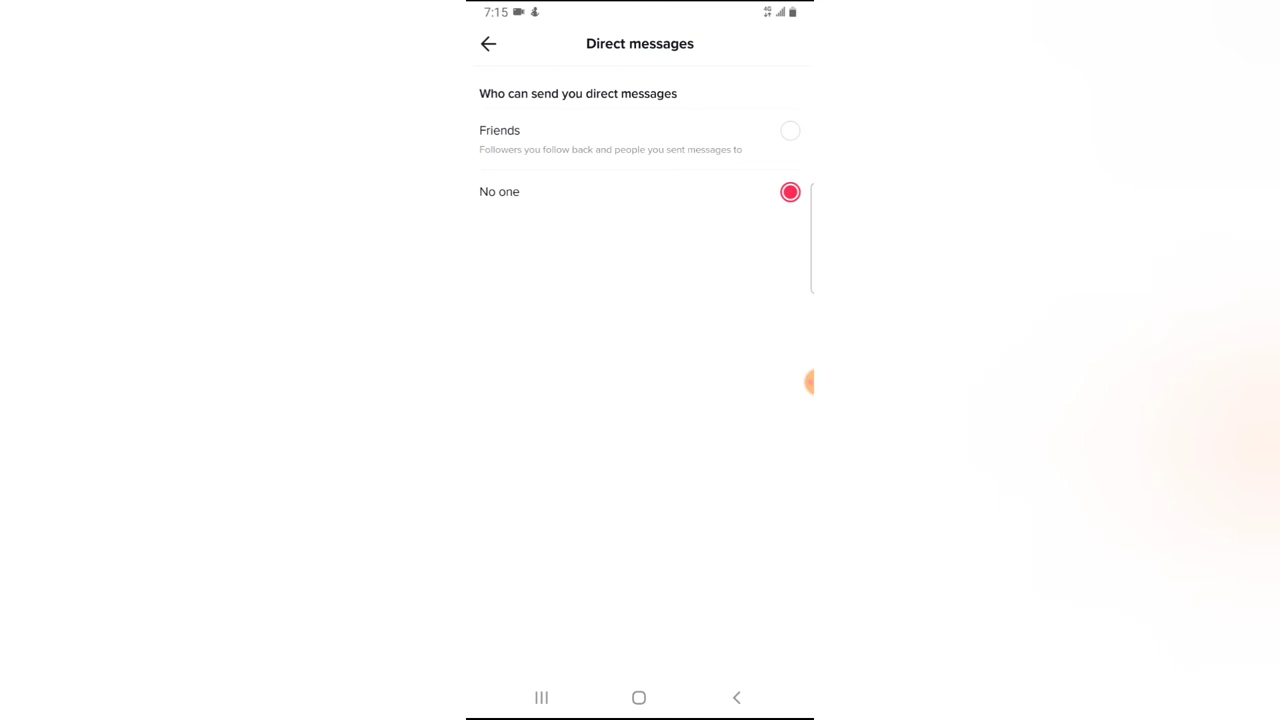 7:15
4G
Direct messages
Who can send you direct messages
Friends
Followers you follow back and people you sent messages to
No one